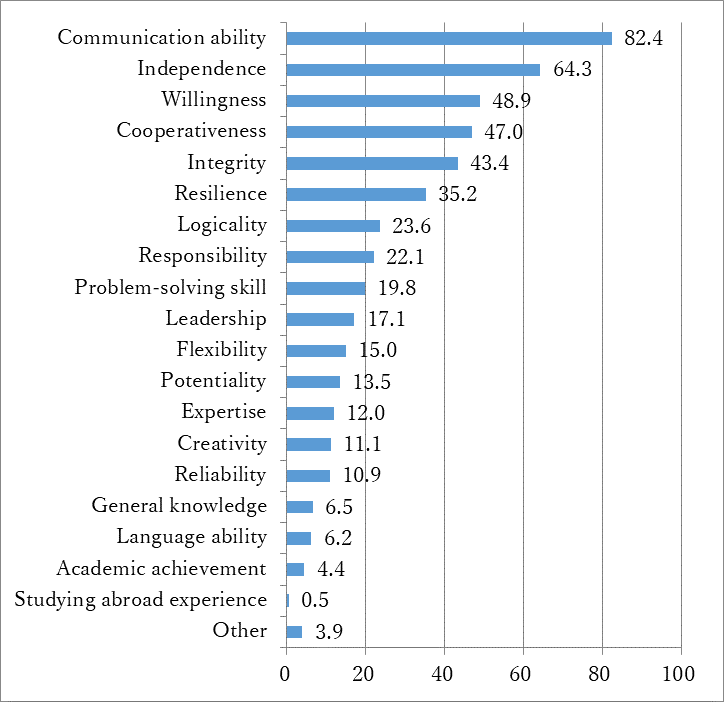 Communication ability 82.4
Independence 64.3
Willingness 48.9
Cooperativeness 47.0
Integrity 43.4
Resilience 35.2
Logicality 23.6
Responsibility 22.1
Problem-solving skill 19.8
Leadership 17.1
Flexibility 15.0
Potentiality 13.5
Expertise 12.0
Creativity 11.1
Reliability 10.9
General knowledge 6.5
Language ability 6.2
Academic achievement 4.4
Studying abroad experience 0.5
Other 3.9
0 20 40 60 80 100